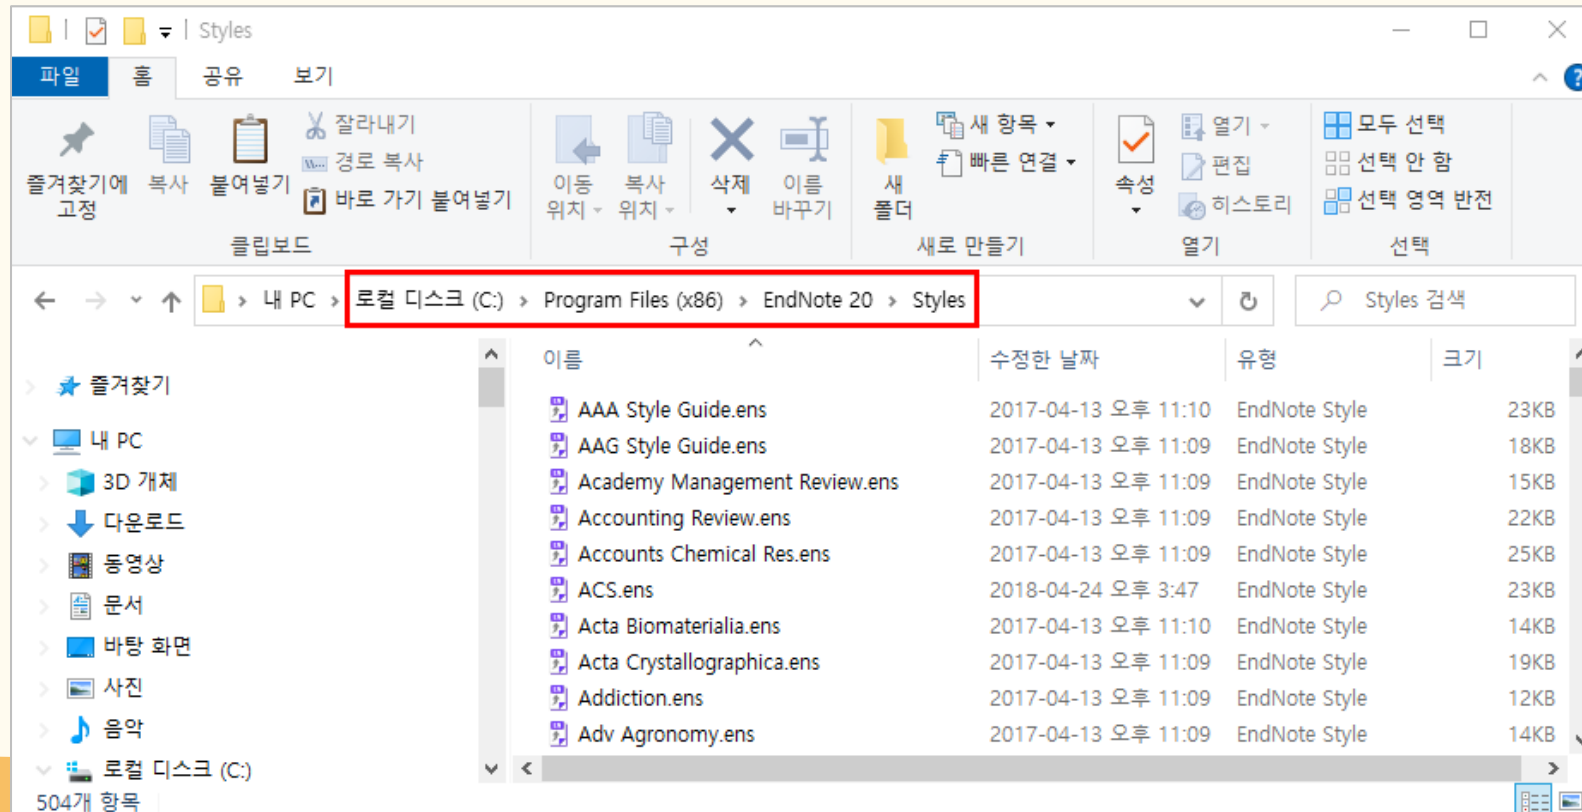 Styles
파일 홈 공유 보기
잘라내기
경로 복사
바로 가기 붙여넣기
즐겨찾기에 고정
복사
붙여넣기
클립보드
이동 위치
복사 위치
삭제
이름 바꾸기
구성
새 폴더
새 항목
빠른 연결
새로 만들기
속성
열기
편집
히스토리
열기
모두 선택
선택 안 함
선택 영역 반전
선택
내 PC > 로컬 디스크 (C:) > Program Files (x86) > EndNote 20 > Styles
Styles 검색
즐겨찾기
내 PC
3D 개체
다운로드
동영상
문서
바탕 화면
사진
음악
로컬 디스크 (C:)
이름 수정한 날짜 유형 크기
AAA Style Guide.ens 2017-04-13 오후 11:10 EndNote Style 23KB
AAG Style Guide.ens 2017-04-13 오후 11:09 EndNote Style 18KB
Academy Management Review.ens 2017-04-13 오후 11:09 EndNote Style 15KB
Accounting Review.ens 2017-04-13 오후 11:09 EndNote Style 22KB
Accounts Chemical Res.ens 2017-04-13 오후 11:09 EndNote Style 25KB
ACS.ens 2018-04-24 오후 3:47 EndNote Style 23KB
Acta Biomaterialia.ens 2017-04-13 오후 11:10 EndNote Style 14KB
Acta Crystallographica.ens 2017-04-13 오후 11:09 EndNote Style 19KB
Addiction.ens 2017-04-13 오후 11:09 EndNote Style 12KB
Adv Agronomy.ens 2017-04-13 오후 11:09 EndNote Style 14KB
504개 항목